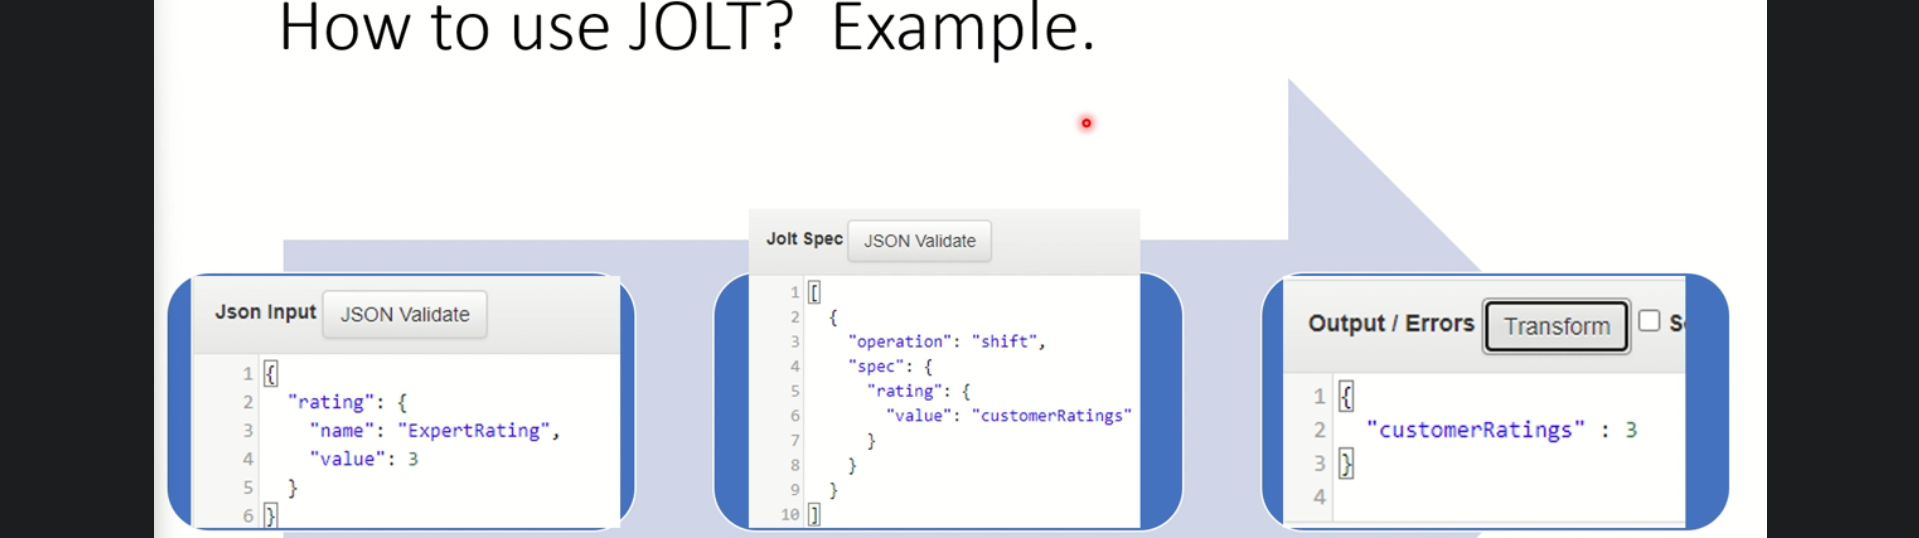 How to use JOLT?  Example.
Json Input JSON Validate
1 {
2 "rating": {
3 "name": "ExpertRating",
4 "value": 3
5 }
6 }
Jolt Spec JSON Validate
1 [
2 {
3 "operation": "shift",
4 "spec": {
5 "rating": {
6 "value": "customerRatings"
7 }
8 }
9 }
10 ]
Output / Errors Transform
1 {
2 "customerRatings" : 3
3 }
4